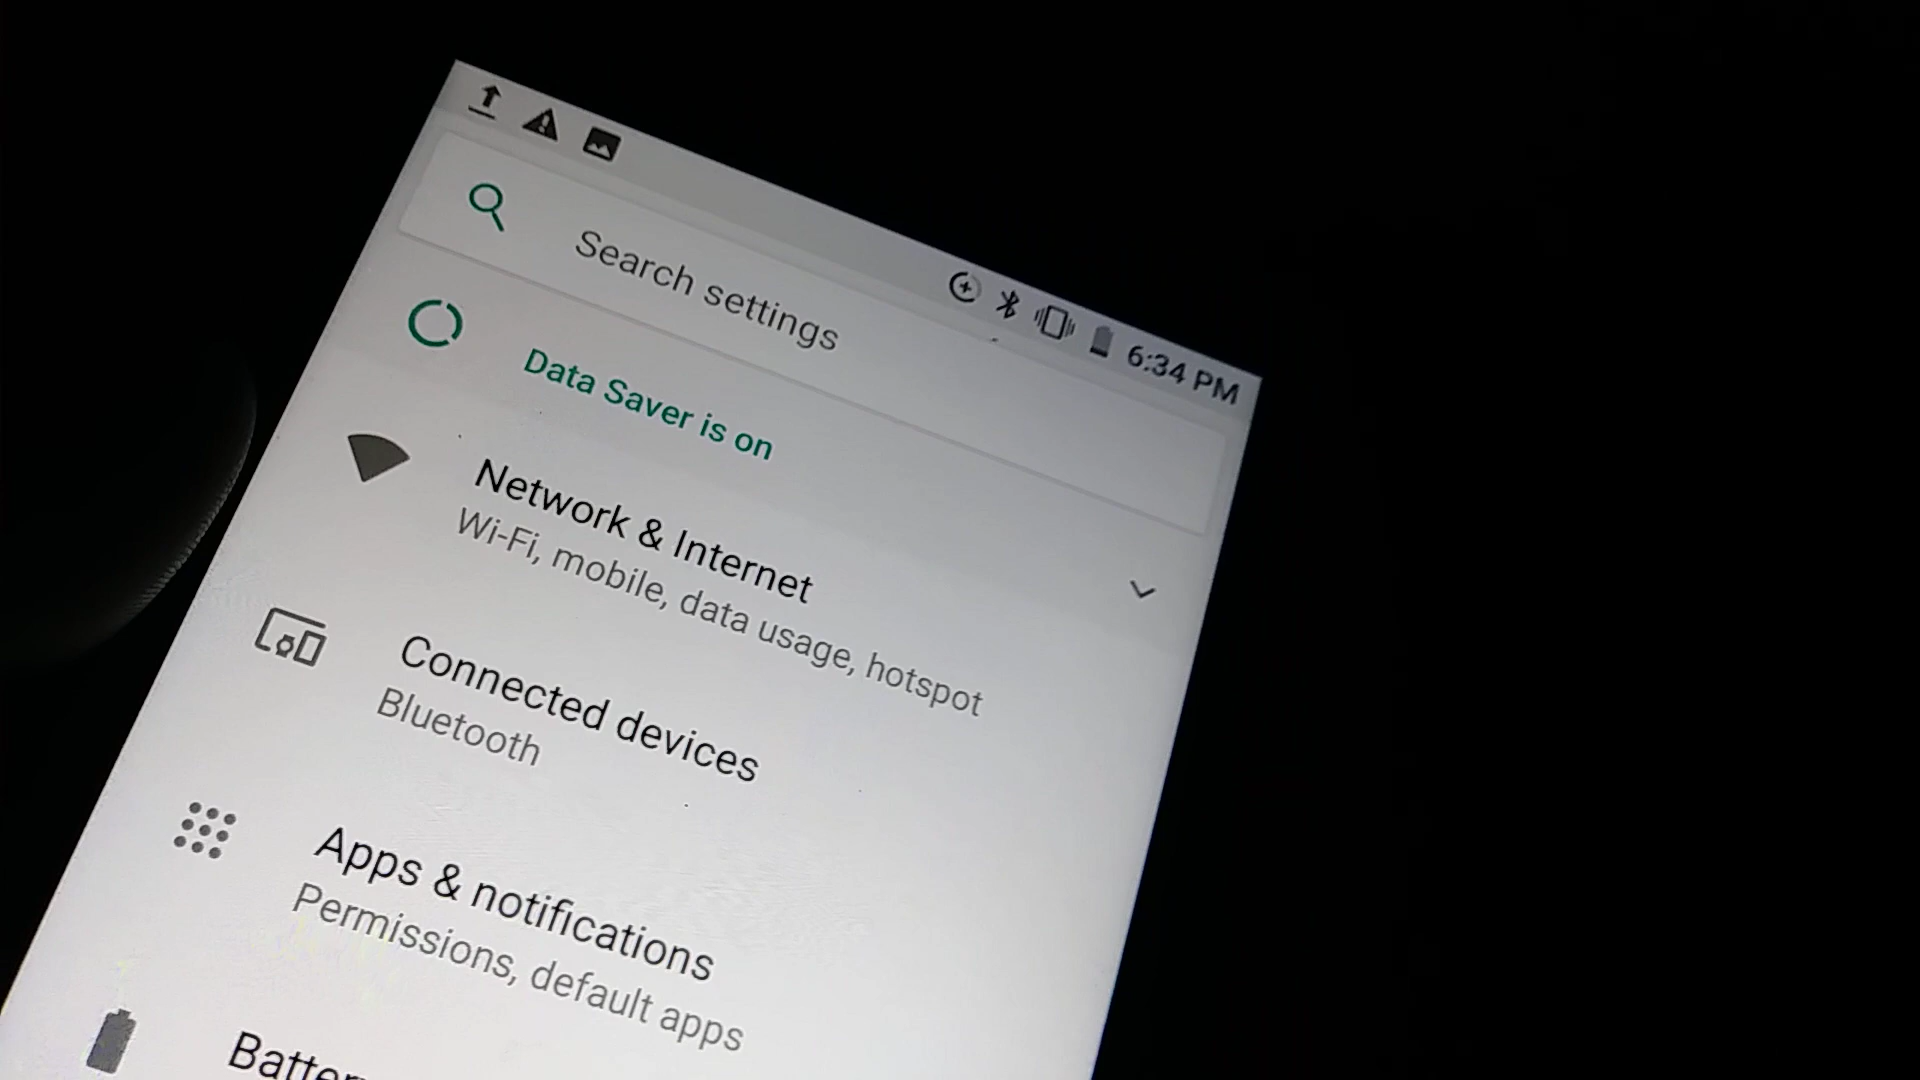 6:34 PM
Search settings
Data Saver is on
Network & Internet
Wi-Fi, mobile, data usage, hotspot
Connected devices
Bluetooth
Apps & notifications
Permissions, default apps